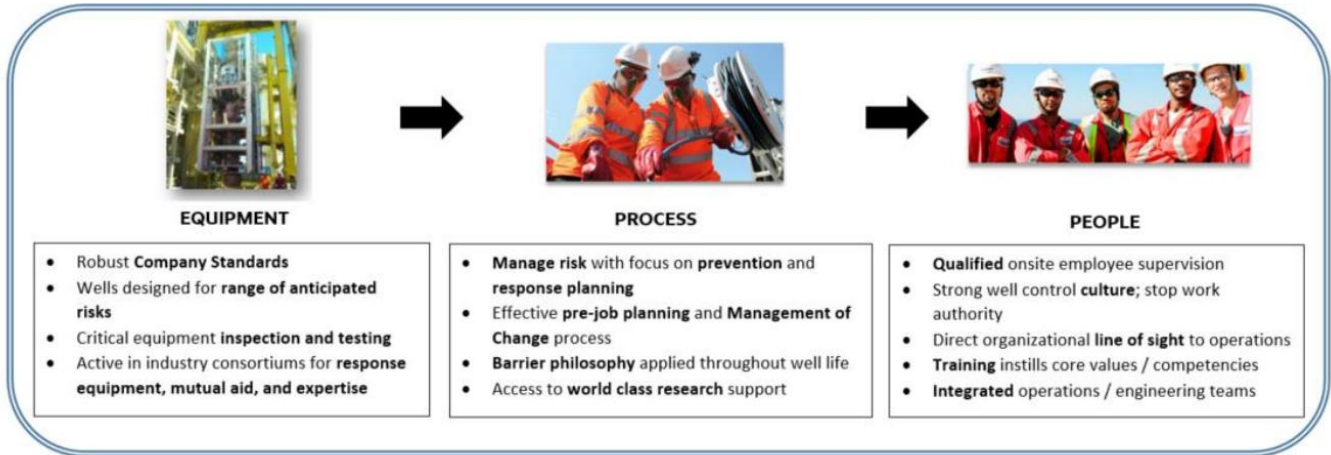 EQUIPMENT
• Robust Company Standards
• Wells designed for range of anticipated
risks
• Critical equipment inspection and testing
• Active in industry consortiums for response
equipment, mutual aid, and expertise
PROCESS
• Manage risk with focus on prevention and
response planning
• Effective pre-job planning and Management of
Change process
• Barrier philosophy applied throughout well life
• Access to world class research support
PEOPLE
• Qualified onsite employee supervision
• Strong well control culture; stop work
authority
• Direct organizational line of sight to operations
• Training instills core values / competencies
• Integrated operations / engineering teams